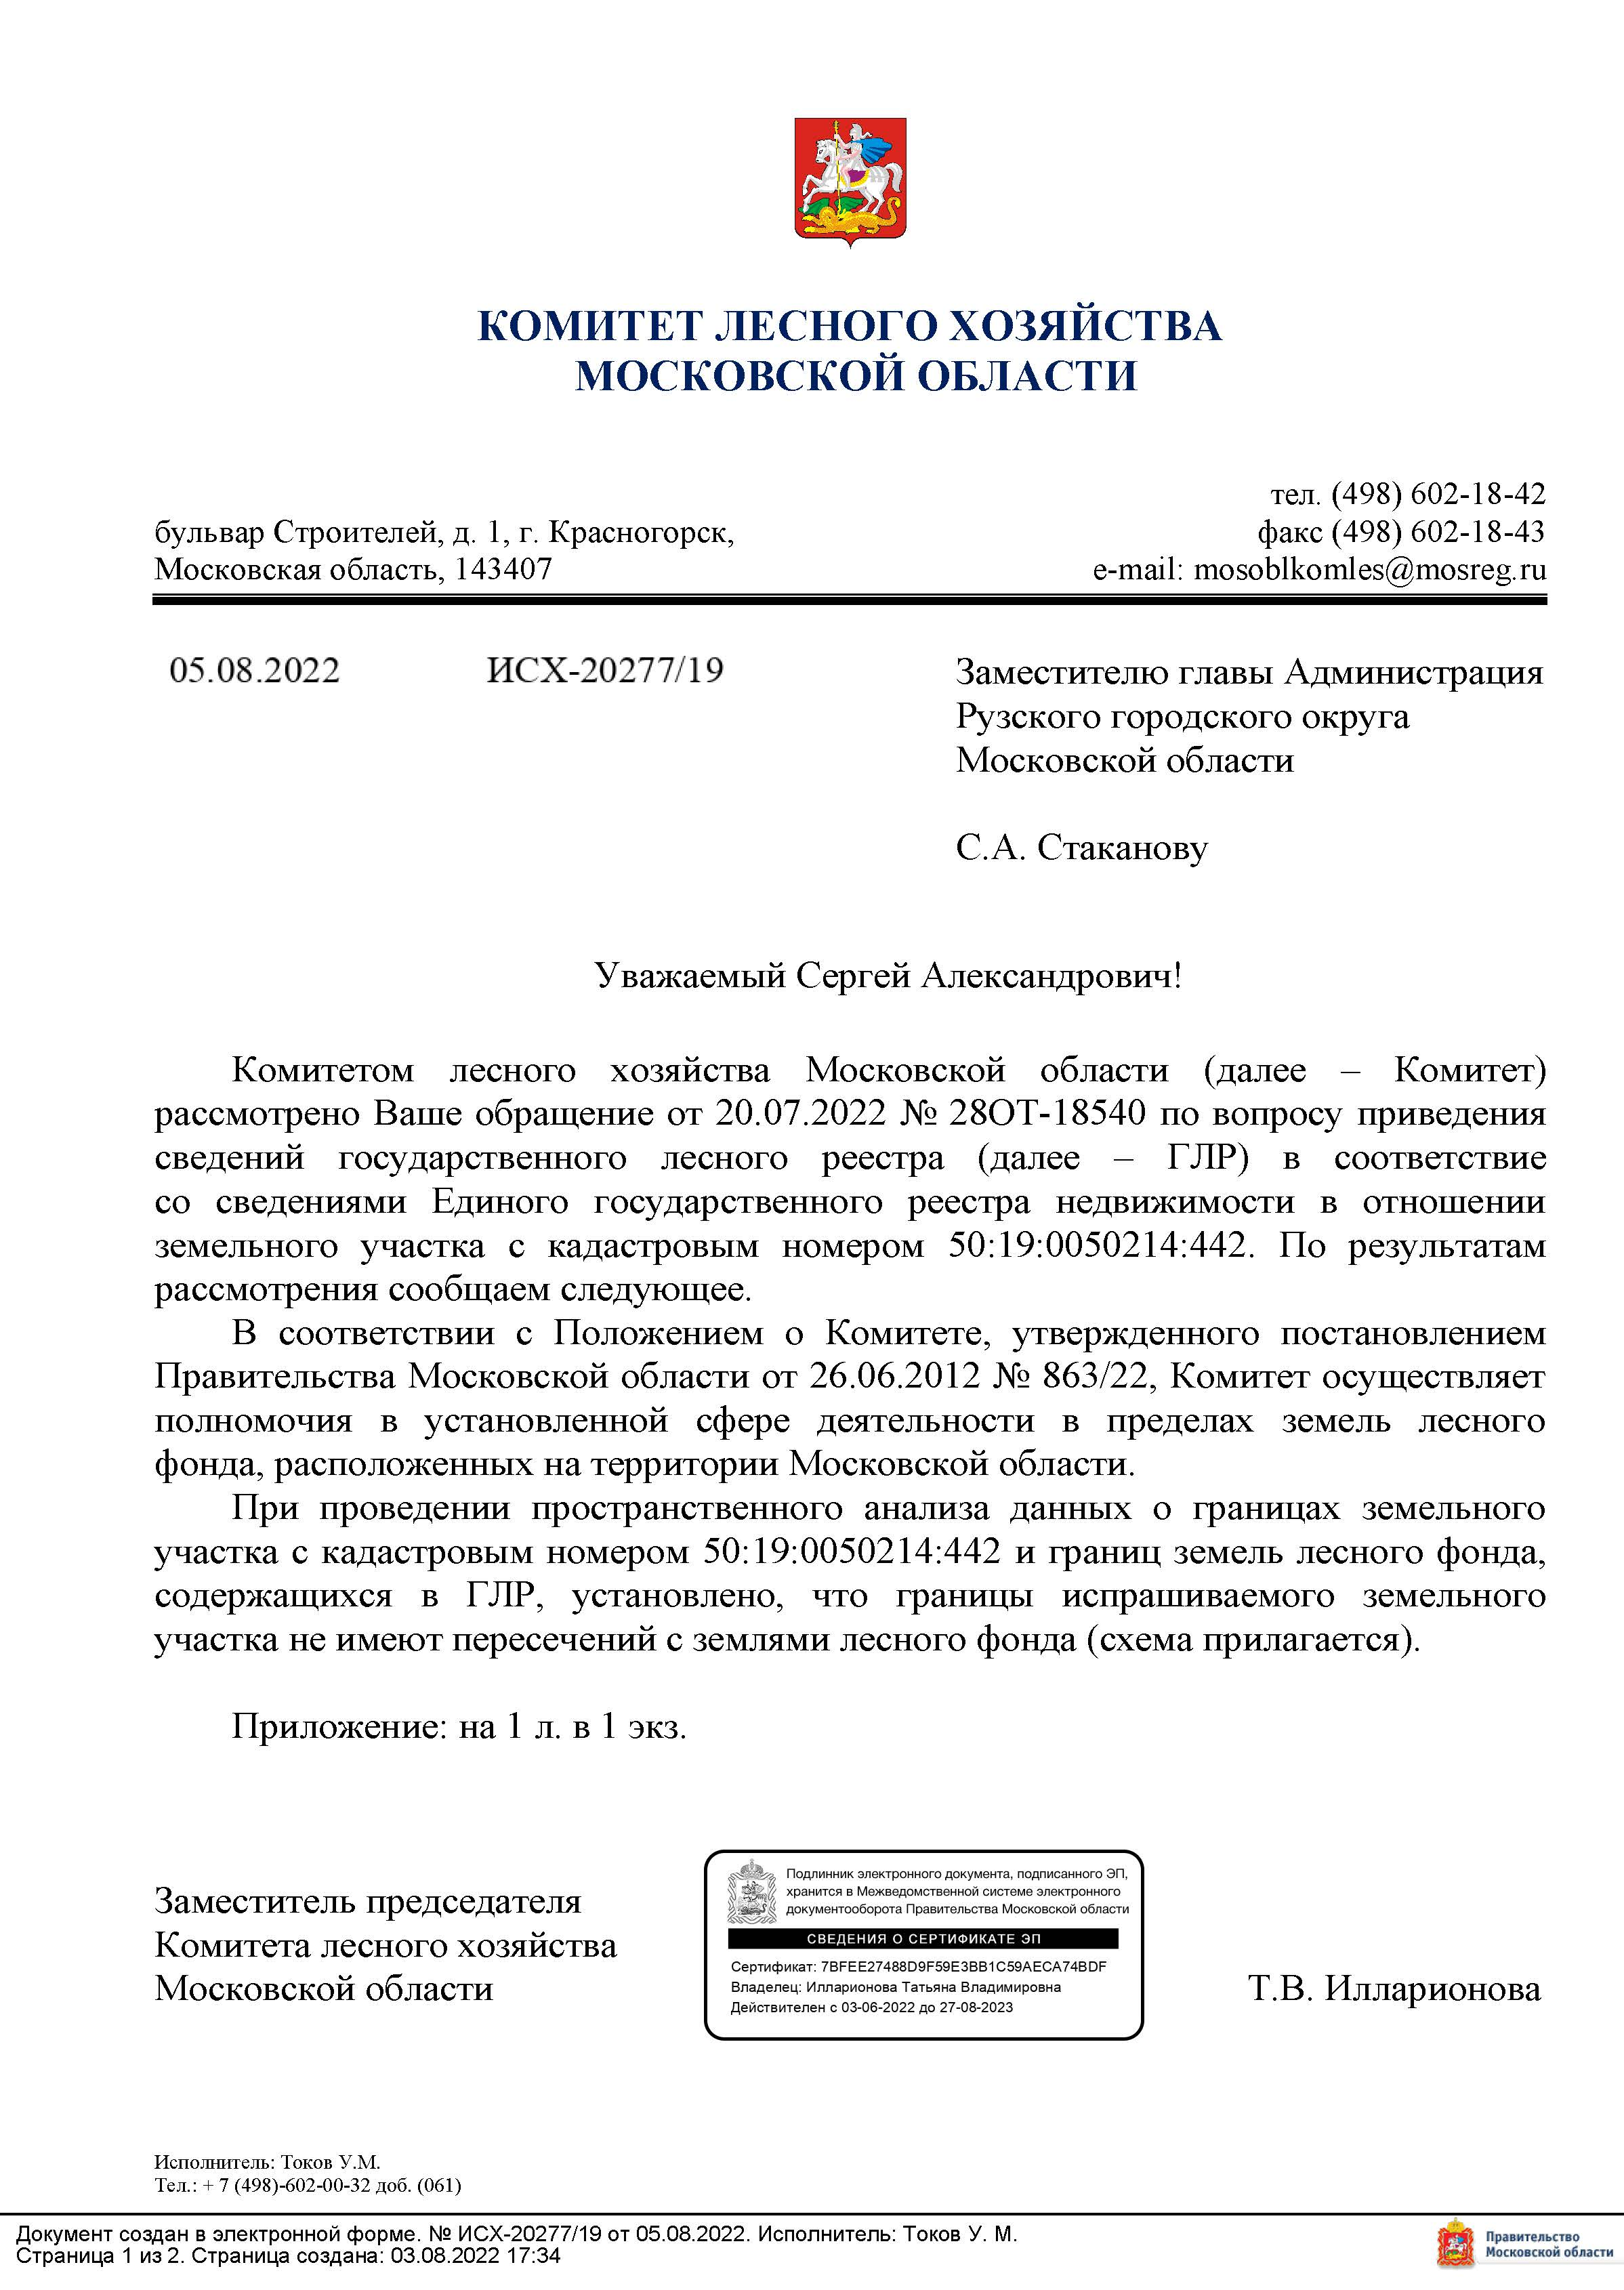 КОМИТЕТ ЛЕСНОГО ХОЗЯЙСТВА
МОСКОВСКОЙ ОБЛАСТИ
тел. (498) 602-18-42
бульвар Строителей, д. 1, г. Красногорск,
факс (498) 602-18-43
Московская область, 143407
e-mail: mosoblkomles@mosreg.ru
05.08.2022
ИСХ-20277/19
Заместителю главы Администрация
Рузского городского округа
Московской области
С.А. Стаканову
Уважаемый Сергей Александрович!
Комитетом лесного хозяйства Московской области (далее – Комитет)
рассмотрено Ваше обращение от 20.07.2022 № 28ОТ-18540 по вопросу приведения
сведений государственного лесного реестра (далее – ГЛР) в соответствие
со сведениями Единого государственного реестра недвижимости в отношении
земельного участка с кадастровым номером 50:19:0050214:442. По результатам
рассмотрения сообщаем следующее.
В соответствии с Положением о Комитете, утвержденного постановлением
Правительства Московской области от 26.06.2012 № 863/22, Комитет осуществляет
полномочия в установленной сфере деятельности в пределах земель лесного
фонда, расположенных на территории Московской области.
При проведении пространственного анализа данных о границах земельного
участка с кадастровым номером 50:19:0050214:442 и границ земель лесного фонда,
содержащихся в ГЛР, установлено, что границы испрашиваемого земельного
участка не имеют пересечений с землями лесного фонда (схема прилагается).
Приложение: на 1 л. в 1 экз.
Заместитель председателя
Комитета лесного хозяйства
Московской области
Подлинник электронного документа, подписанного ЭП,
хранится в Межведомственной системе электронного
документооборота Правительства Московской области
СВЕДЕНИЯ О СЕРТИФИКАТЕ ЭП
Сертификат: 7BFEE27488D9F59E3BB1C59AECA74BDF
Владелец: Илларионова Татьяна Владимировна
Действителен с 03-06-2022 до 27-08-2023
Т.В. Илларионова
Исполнитель: Токов У.М.
Тел.: + 7 (498)-602-00-32 доб. (061)
Документ создан в электронной форме. № ИСХ-20277/19 от 05.08.2022. Исполнитель: Токов У. М.
Страница 1 из 2. Страница создана: 03.08.2022 17:34
Правительство
Московской области